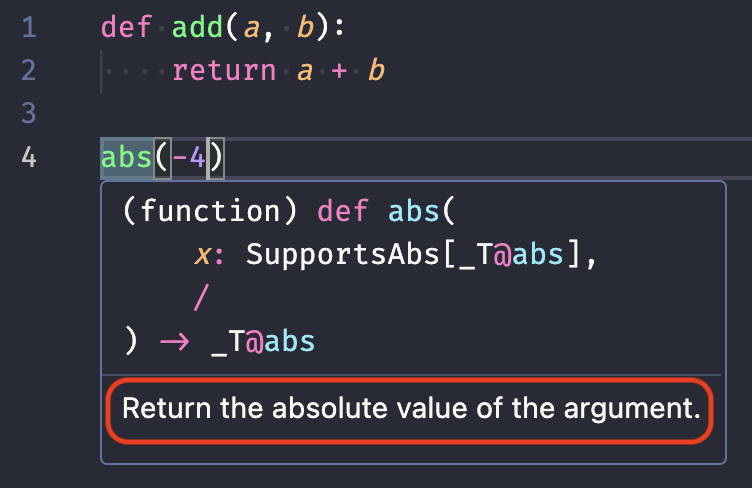 1 def add(a, b):
2     return a + b
3
4 abs(-4)
(function) def abs(
    x: SupportsAbs[_T@abs],
    /
) → _T@abs
Return the absolute value of the argument.